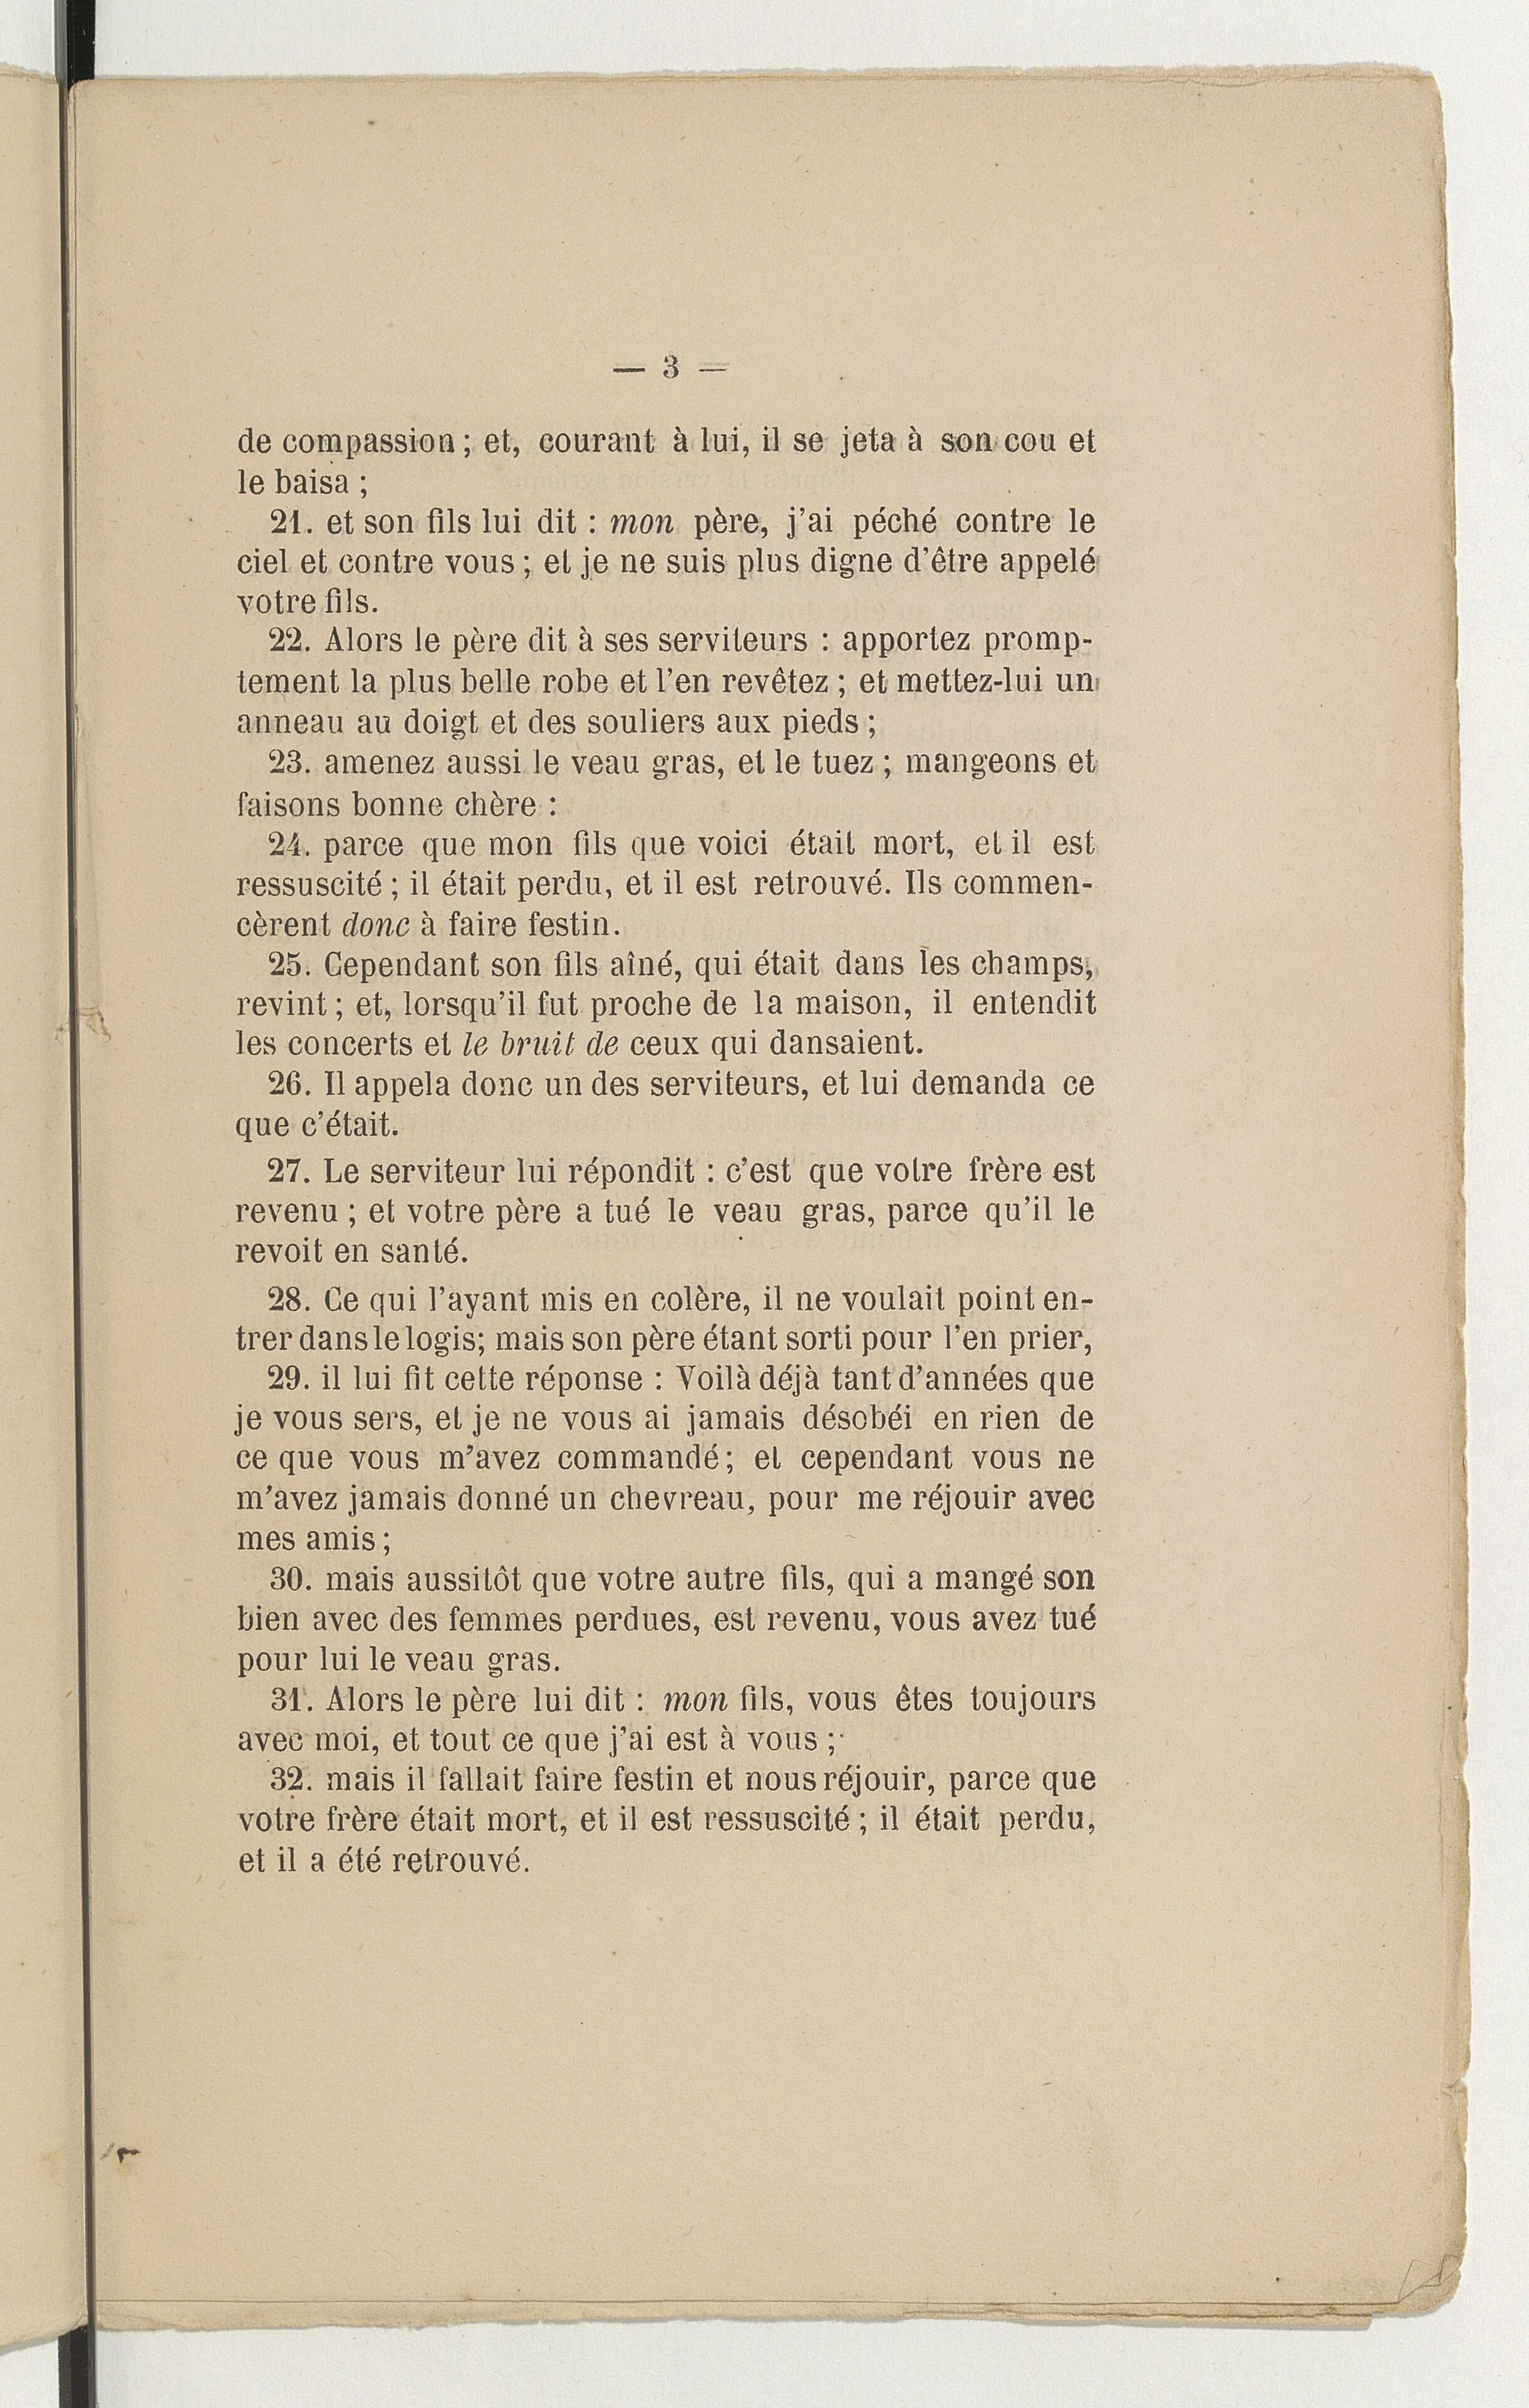 — 3 —
de compassion ; et, courant à lui, il se jeta à son cou et
le baisa ;
21. et son fils lui dit : mon père, j'ai péché contre le
ciel et contre vous ; et je ne suis plus digne d'être appelé
votre fils.
22. Alors le père dit à ses serviteurs : apportez promp-
tement la plus belle robe et l'en revêtez ; et mettez-lui un
anneau au doigt et des souliers aux pieds ;
23. amenez aussi le veau gras, et le tuez ; mangeons et
faisons bonne chère :
24. parce que mon fils que voici était mort, et il est
ressuscité ; il était perdu, et il est retrouvé. Ils commen-
cèrent donc à faire festin.
25. Cependant son fils aîné, qui était dans les champs,
revint ; et, lorsqu'il fut proche de la maison, il entendit
les concerts et le bruit de ceux qui dansaient.
26. Il appela donc un des serviteurs, et lui demanda ce
que c'était.
27. Le serviteur lui répondit : c'est que votre frère est
revenu ; et votre père a tué le veau gras, parce qu'il le
revoit en santé.
28. Ce qui l'ayant mis en colère, il ne voulait point en-
trer dans le logis; mais son père étant sorti pour l'en prier,
29. il lui fit cette réponse : Voilà déjà tant d'années que
je vous sers, et je ne vous ai jamais désobéi en rien de
ce que vous m'avez commandé; et cependant vous ne
m'avez jamais donné un chevreau, pour me réjouir avec
mes amis ;
30. mais aussitôt que votre autre fils, qui a mangé son
bien avec des femmes perdues, est revenu, vous avez tué
pour lui le veau gras.
31. Alors le père lui dit : mon fils, vous êtes toujours
avec moi, et tout ce que j'ai est à vous ;
32. mais il fallait faire festin et nous réjouir, parce que
votre frère était mort, et il est ressuscité ; il était perdu,
et il a été retrouvé.